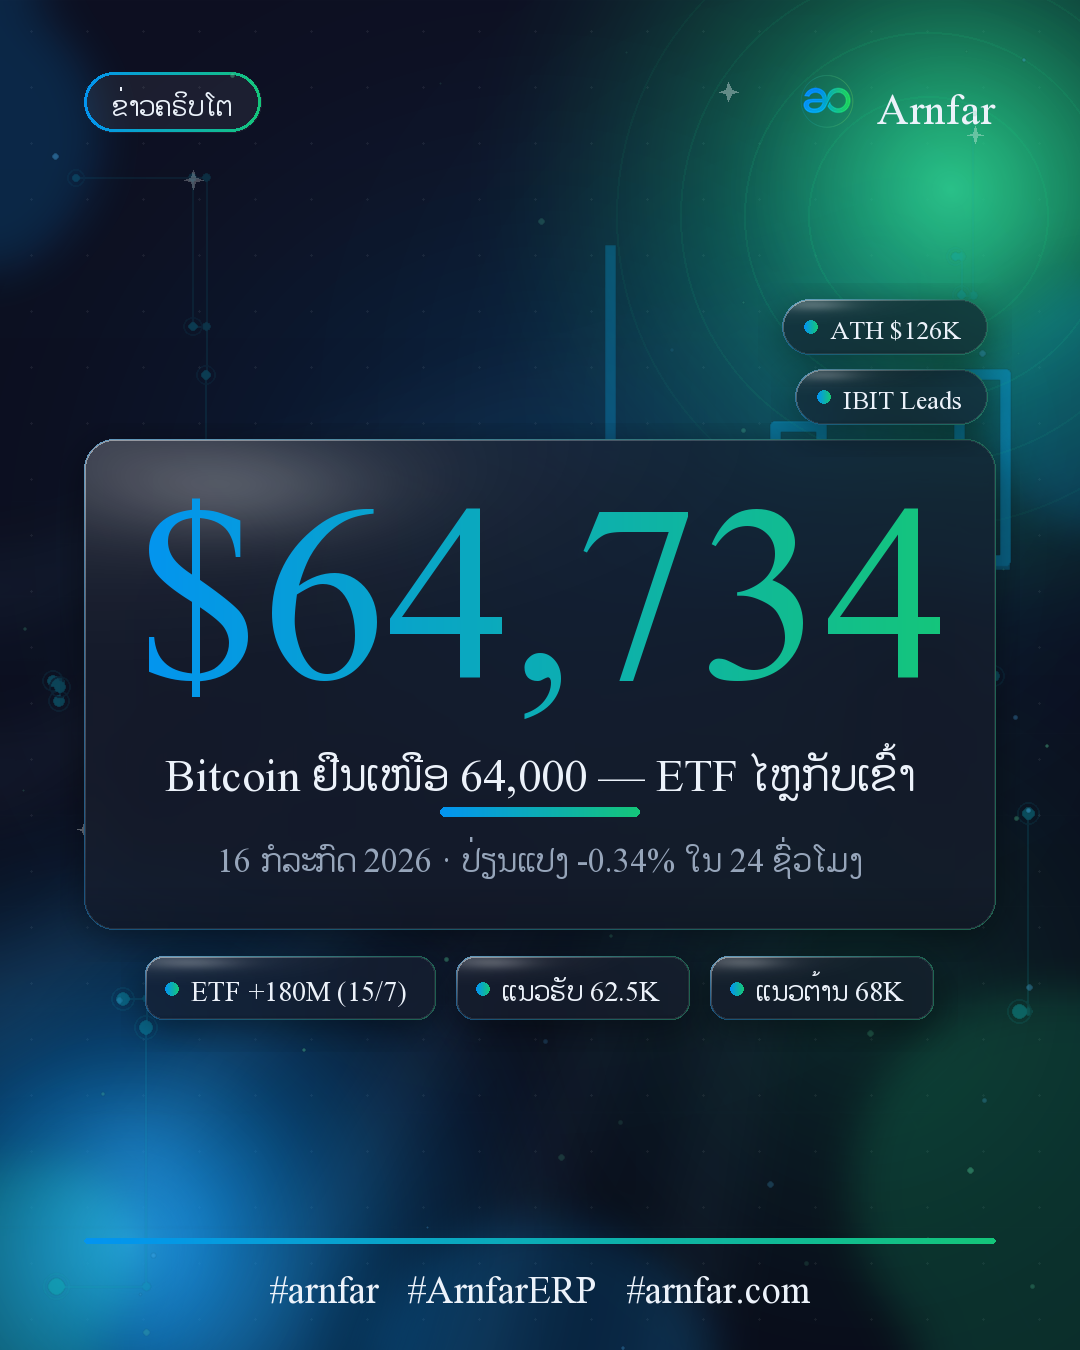 ຂ່າວຄຣິບໂຕ
Arnfar
ATH $126K
IBIT Leads
$64,734
Bitcoin ຢືນເໜືອ 64,000 — ETF ໄຫຼກັບເຂົ້າ
16 ກໍລະກົດ 2026 · ປ່ຽນແປງ -0.34% ໃນ 24 ຊົ່ວໂມງ
ETF +180M (15/7)
ແນວຮັບ 62.5K
ແນວຕ້ານ 68K
#arnfar #ArnfarERP #arnfar.com